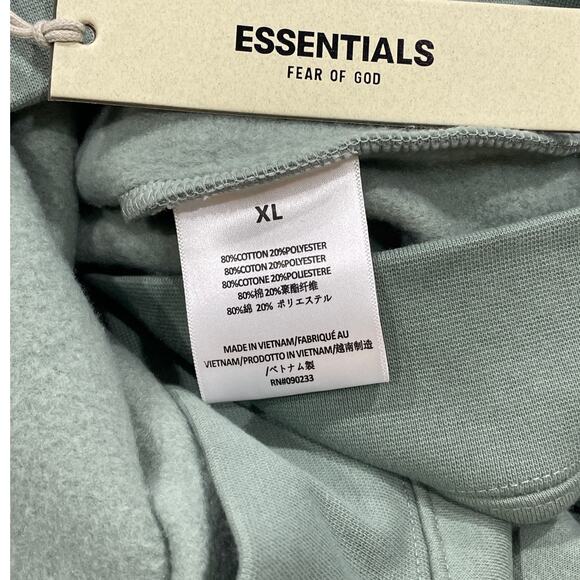 ESSENTIALS
FEAR OF GOD
XL
80%COTTON 20%POLYESTER
80%COTONE 20%POLYESTER
80%COTONE 20%POLIESTERE
80%棉 20%聚酯纤维
80%綿 20% ポリエステル
MADE IN VIETNAM/FABRIQUÉ AU
VIETNAM/PRODOTTO IN VIETNAM/越南制造
/ベトナム製
RN#090233